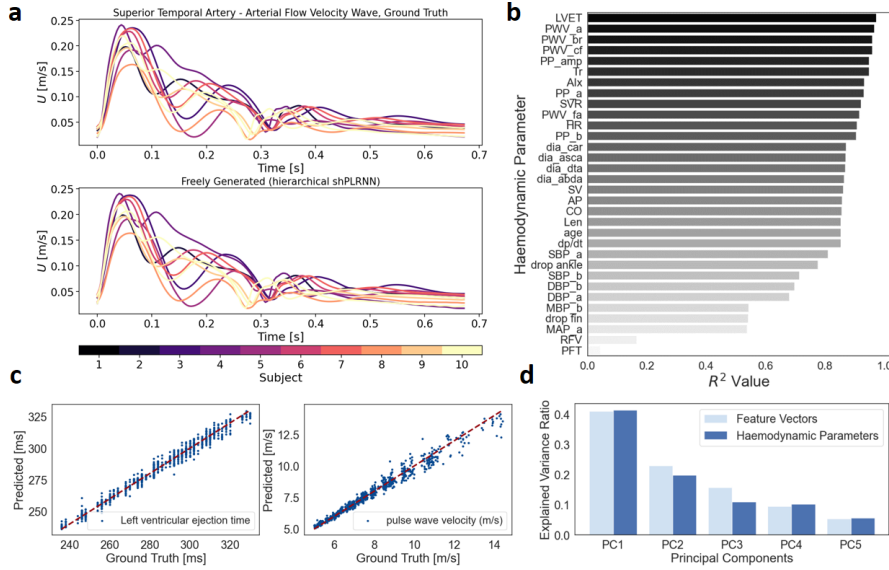 a
Superior Temporal Artery - Arterial Flow Velocity Wave, Ground Truth
U [m/s]
0.25
0.20
0.15
0.10
0.05
0.0 0.1 0.2 0.3 0.4 0.5 0.6 0.7
Time [s]
Freely Generated (hierarchical shPLRNN)
U [m/s]
0.25
0.20
0.15
0.10
0.05
0.0 0.1 0.2 0.3 0.4 0.5 0.6 0.7
Time [s]
1 2 3 4 5 6 7 8 9 10
Subject
b
Haemodynamic Parameter
LVET
PWV_a
PWV_br
PWV_cf
PP_amp
Tr
AIx
PP_a
SVR
PWV_fa
HR
PP_b
dia_car
dia_asca
dia_dta
dia_abda
SV
AP
CO
Len
age
dp/dt
SBP_a
drop ankle
SBP_b
DBP_b
DBP_a
MBP_b
drop fin
MAP_a
RFV
PFT
0.0 0.2 0.4 0.6 0.8 1.0
R² Value
c
Predicted [ms]
325
300
275
250
Left ventricular ejection time
240 260 280 300 320
Ground Truth [ms]
Predicted [m/s]
12.5
10.0
7.5
5.0
pulse wave velocity (m/s)
6 8 10 12 14
Ground Truth [m/s]
d
Explained Variance Ratio
0.4
0.3
0.2
0.1
0.0
Feature Vectors
Haemodynamic Parameters
PC1 PC2 PC3 PC4 PC5
Principal Components